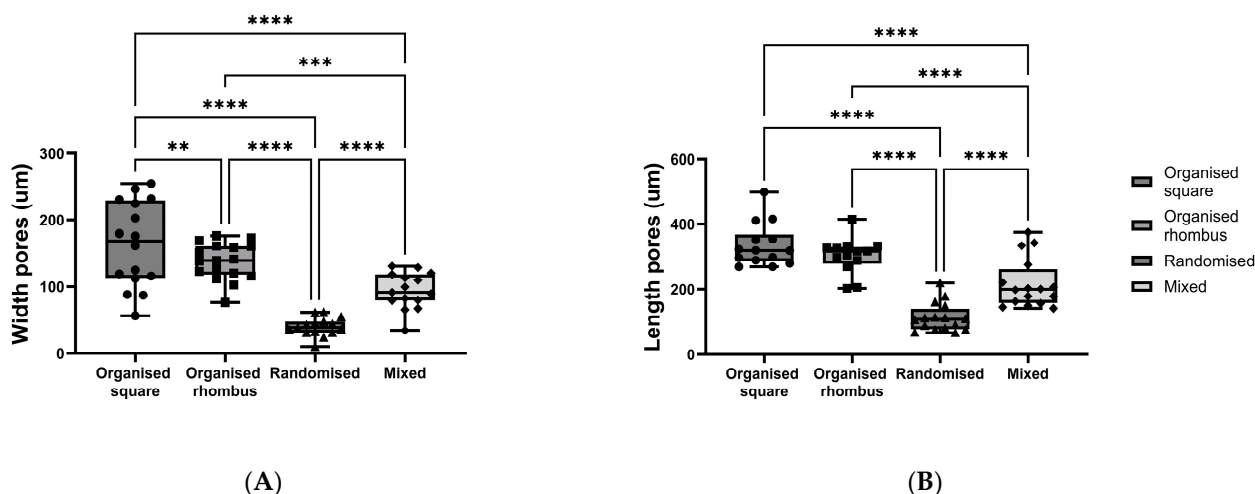 ****
***
****
**
****
****
300
200
100
0
Width pores (um)
Organised
square
Organised
rhombus
Randomised
Mixed
(A)
****
****
****
****
****
600
400
200
0
Length pores (um)
Organised
square
Organised
rhombus
Randomised
Mixed
Organised
square
Organised
rhombus
Randomised
Mixed
(B)